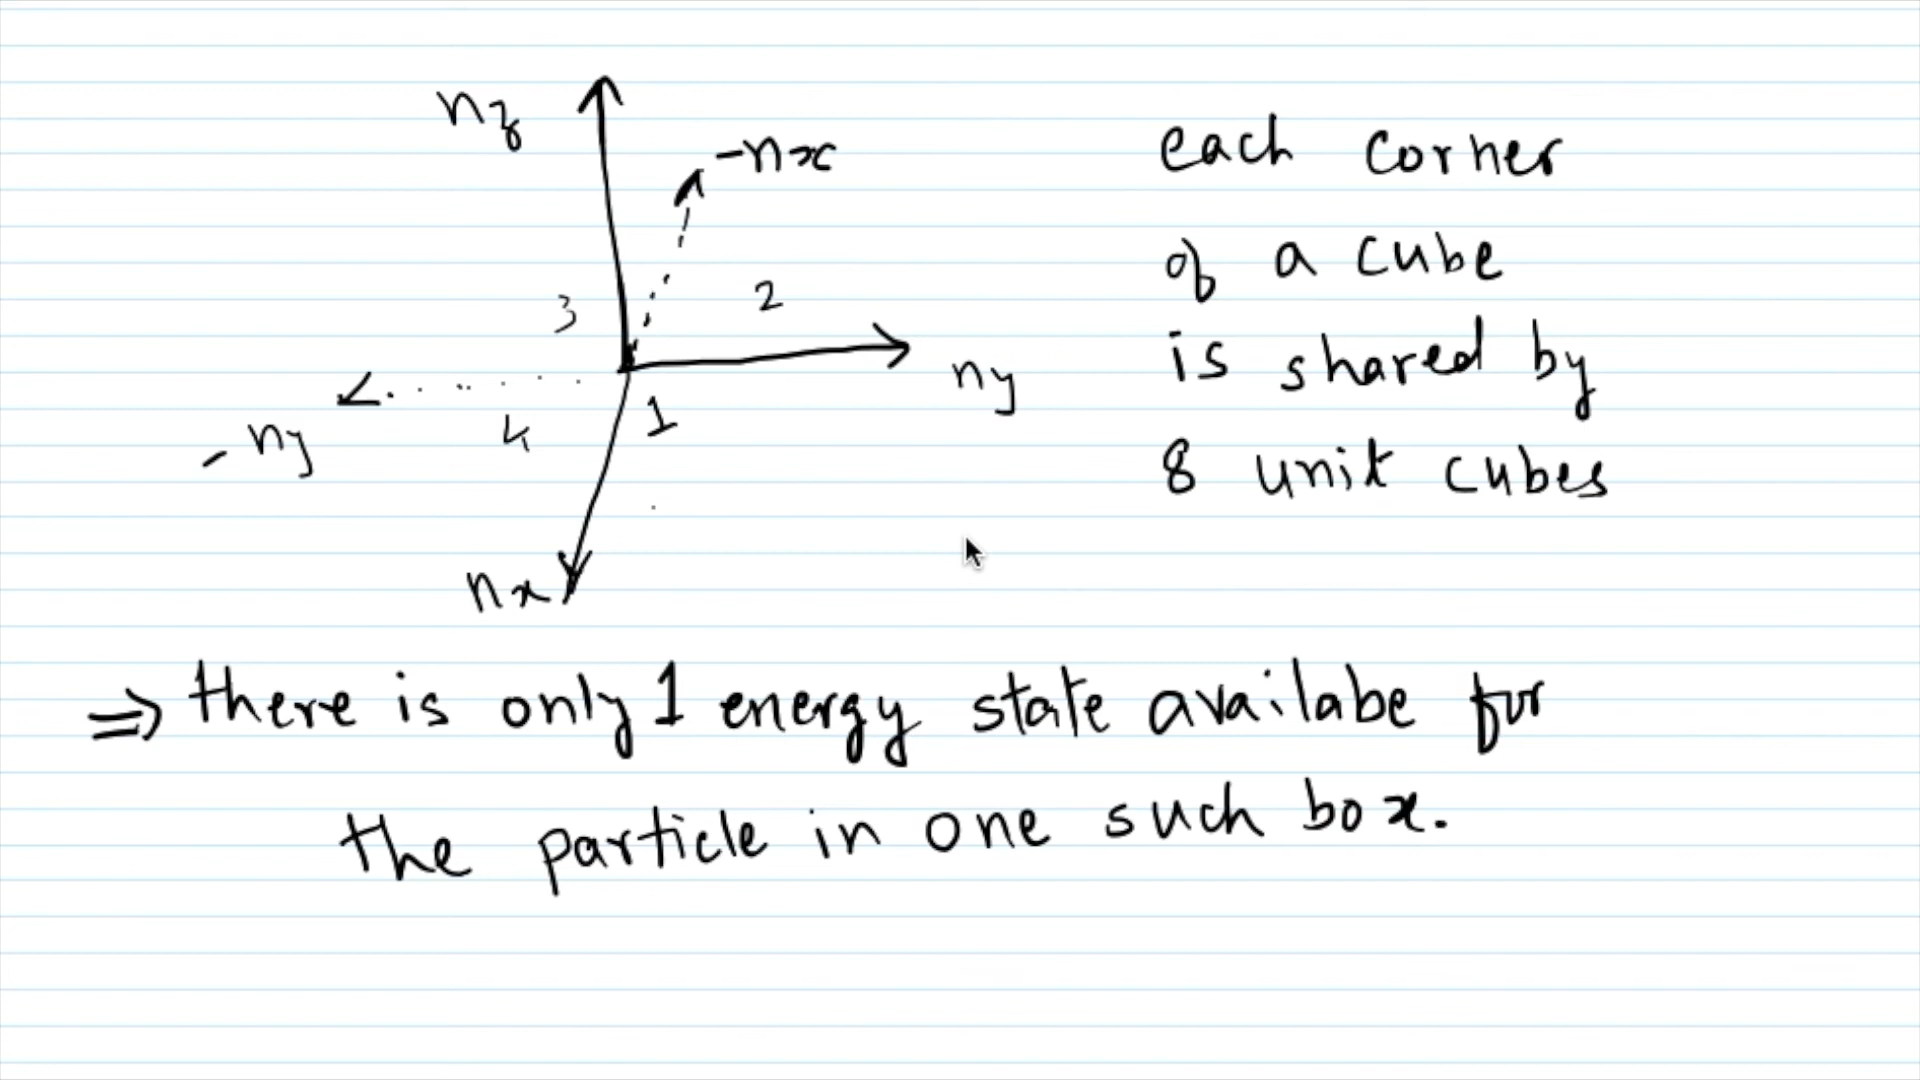 nz
-nx
3
2
ny
- ny
4
1
nx
each corner
of a cube
is shared by
8 unit cubes
⇒ there is only 1 energy state availabe for
the particle in one such box.